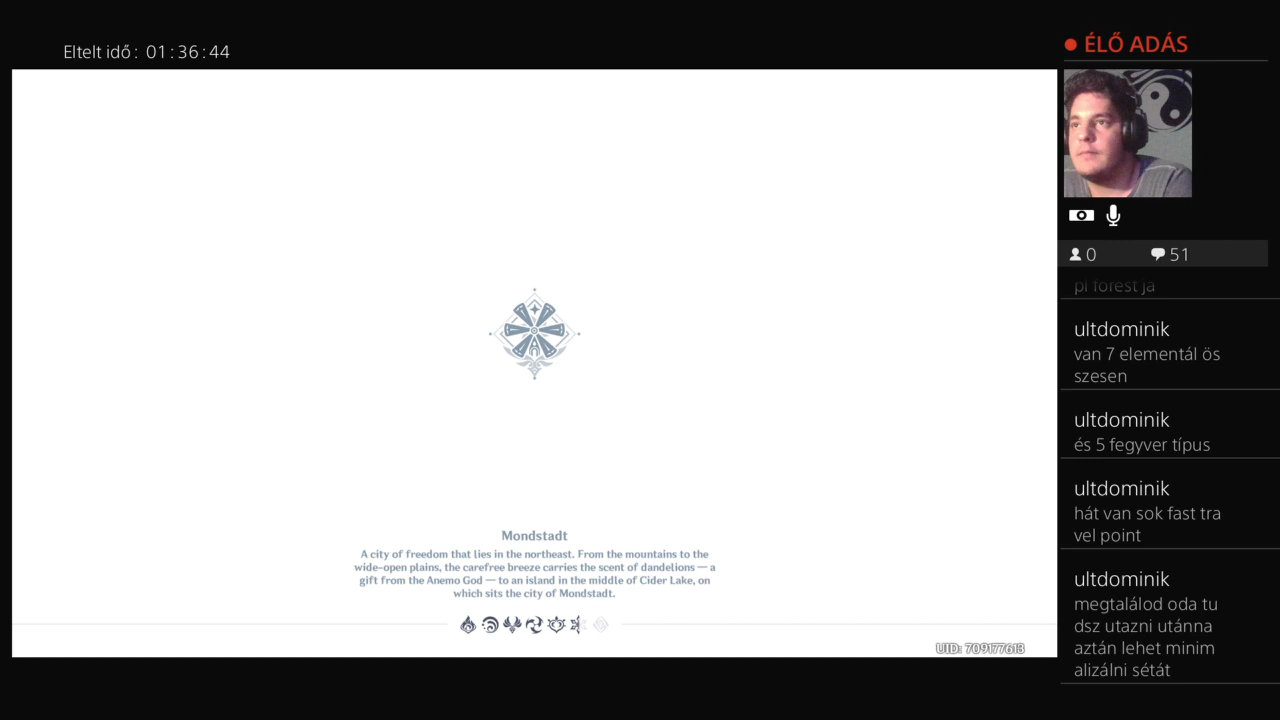 Eltelt idő: 01:36:44
ÉLŐ ADÁS
0 51
pl forest ja
ultdominik
van 7 elementál ös
szesen
ultdominik
és 5 fegyver típus
ultdominik
hát van sok fast tra
vel point
ultdominik
megtalálod oda tu
dsz utazni utánna
aztán lehet minim
alizálni sétát
Mondstadt
A city of freedom that lies in the northeast. From the mountains to the
wide-open plains, the carefree breeze carries the scent of dandelions — a
gift from the Anemo God — to an island in the middle of Cider Lake, on
which sits the city of Mondstadt.
UID: 709177613